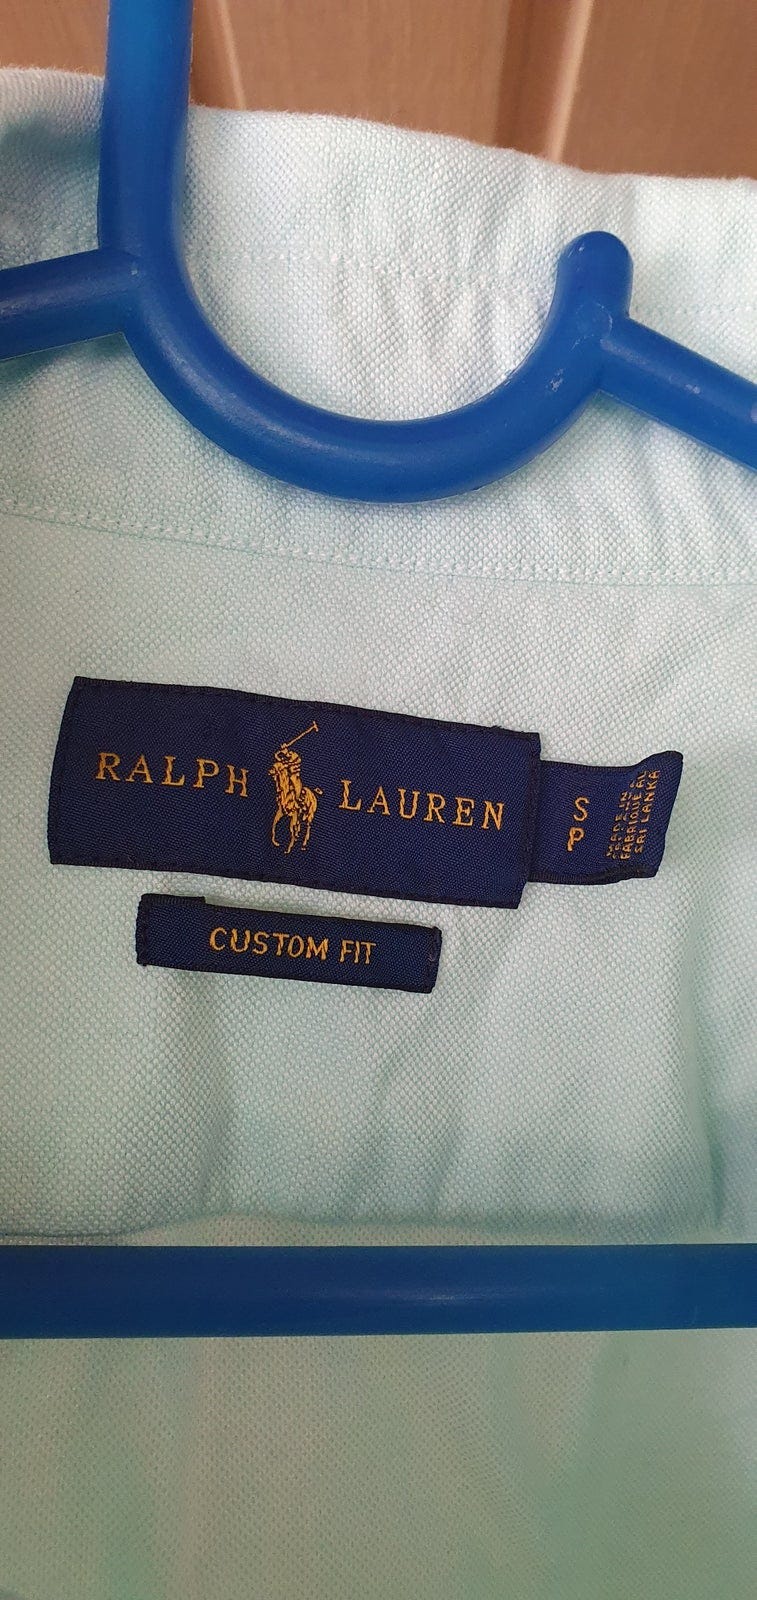 RALPH LAUREN
S
P
MADE IN
FABRIQUE AU
SRI LANKA
CUSTOM FIT